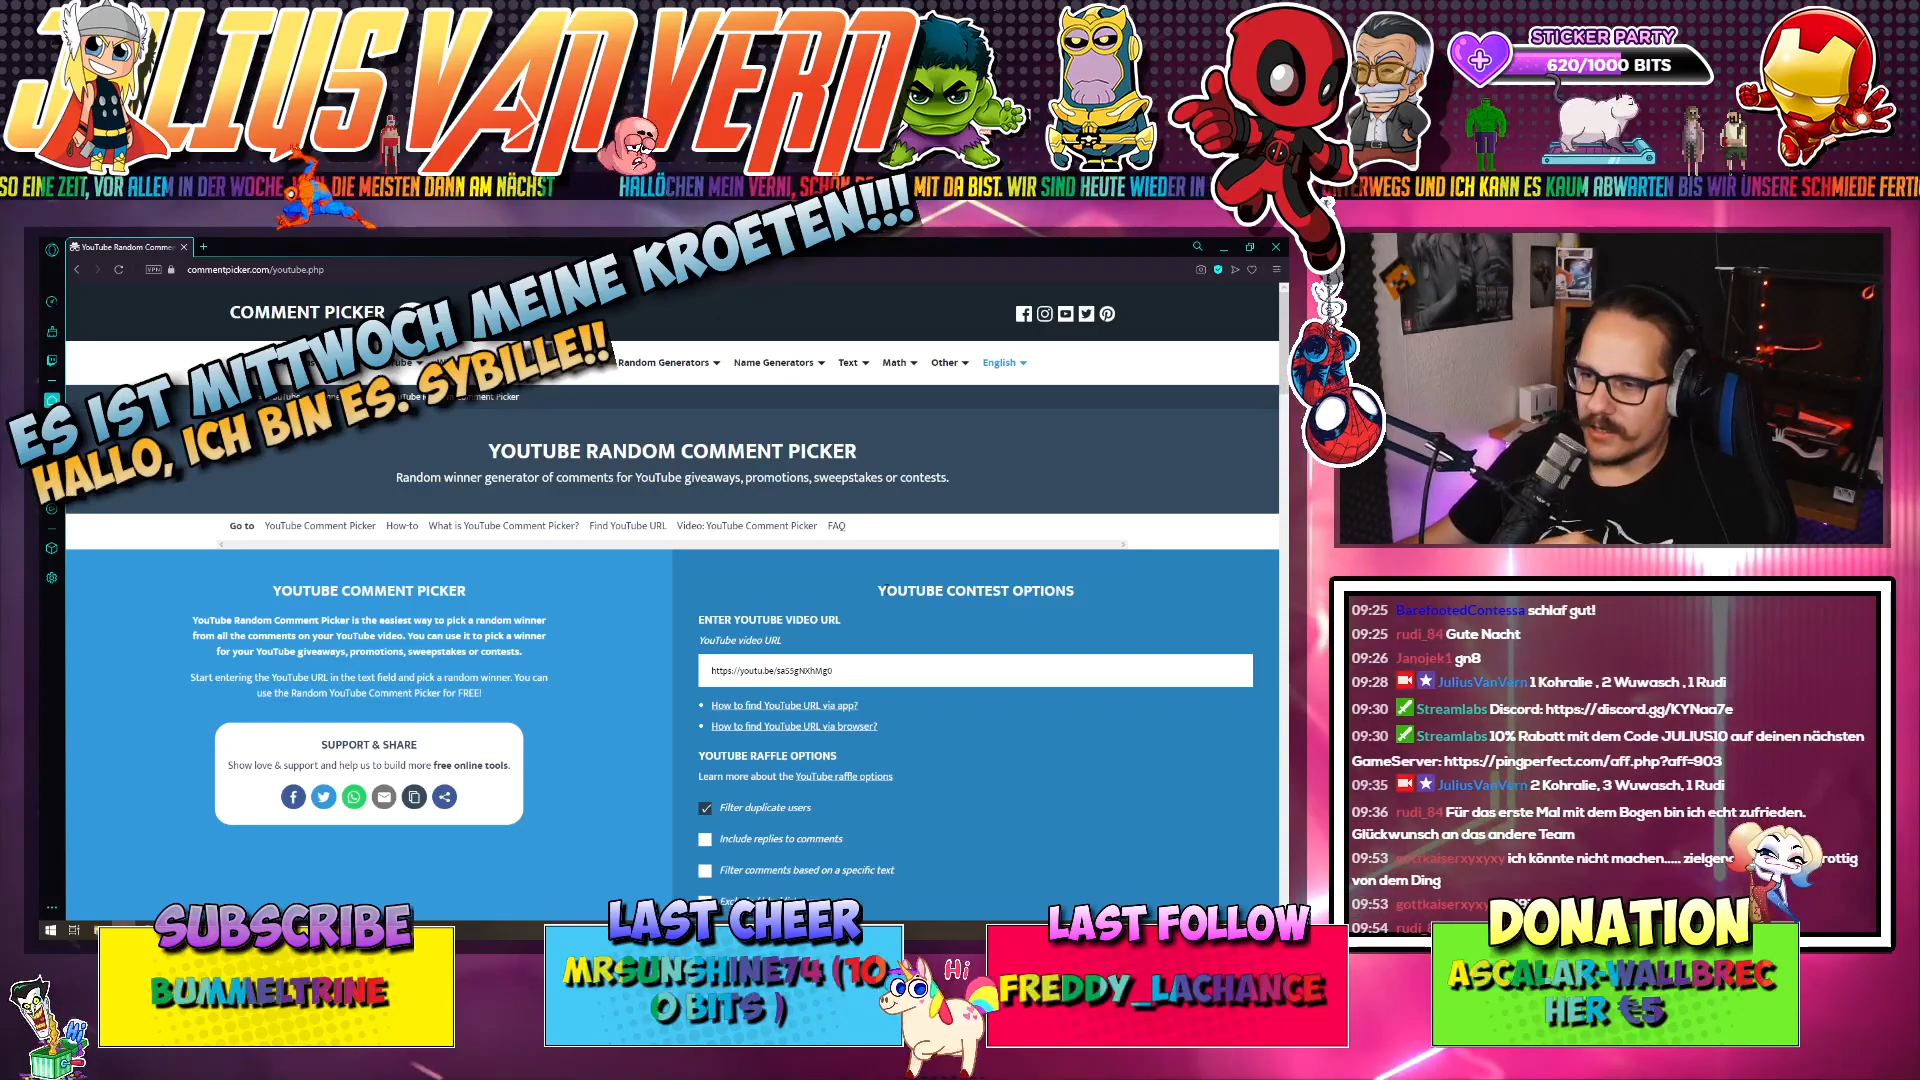 JULIUS VAN VERN
STICKER PARTY
620/1000 BITS
SO EINE ZEIT, VOR ALLEM IN DER WOCHE DIE MEISTEN DANN AM NÄCHST
HALLÖCHEN MEIN VERNI, MIT DA BIST. WIR SIND HEUTE WIEDER IN
UND ICH KANN ES KAUM ABWARTEN BIS WIR UNSERE SCHMIEDE
ES IST MITTWOCH MEINE KROETEN!!!
HALLO, ICH BIN ES. SYBILLE!!
YouTube Random Comme
commentpicker.com/youtube.php
VPN
COMMENT PICKER
Random Generators
Name Generators
Text
Math
Other
English
Comment Picker
YOUTUBE RANDOM COMMENT PICKER
Random winner generator of comments for YouTube giveaways, promotions, sweepstakes or contests.
Go to YouTube Comment Picker How-to What is YouTube Comment Picker? Find YouTube URL Video: YouTube Comment Picker FAQ
YOUTUBE COMMENT PICKER
YouTube Random Comment Picker is the easiest way to pick a random winner
from all the comments on your YouTube video. You can use it to pick a winner
for your YouTube giveaways, promotions, sweepstakes or contests.
Start entering the YouTube URL in the text field and pick a random winner. You can
use the Random YouTube Comment Picker for FREE!
SUPPORT & SHARE
Show love & support and help us to build more free online tools.
YOUTUBE CONTEST OPTIONS
ENTER YOUTUBE VIDEO URL
YouTube video URL
How to find YouTube URL via app?
How to find YouTube URL via browser?
YOUTUBE RAFFLE OPTIONS
Learn more about the YouTube raffle options
Filter duplicate users
Include replies to comments
Filter comments based on a specific text
09:25 BarefootedContessa schlaf gut!
09:25 rudi_84 Gute Nacht
09:26 Janojek1 gn8
09:28 JuliusVanVern 1 Kohralie , 2 Wuwasch , 1 Rudi
09:30 Streamlabs Discord: https://discord.gg/KYNaa7e
09:30 Streamlabs 10% Rabatt mit dem Code JULIUS10 auf deinen nächsten
GameServer: https://pingperfect.com/aff.php?aff=903
09:35 JuliusVanVern 2 Kohralie, 3 Wuwasch, 1 Rudi
09:36 rudi_84 Für das erste Mal mit dem Bogen bin ich echt zufrieden.
Glückwunsch an das andere Team
09:53 gottkaiserxyxyxy ich könnte nicht machen..... rottig
von dem Ding
09:53
09:54
SUBSCRIBE
BUMMELTRINE
LAST CHEER
MRSUNSHINE74 (10
0 BITS )
Hi
LAST FOLLOW
FREDDY_LACHANCE
DONATION
ASCALAR-WALLBREC
HER €5
Hi